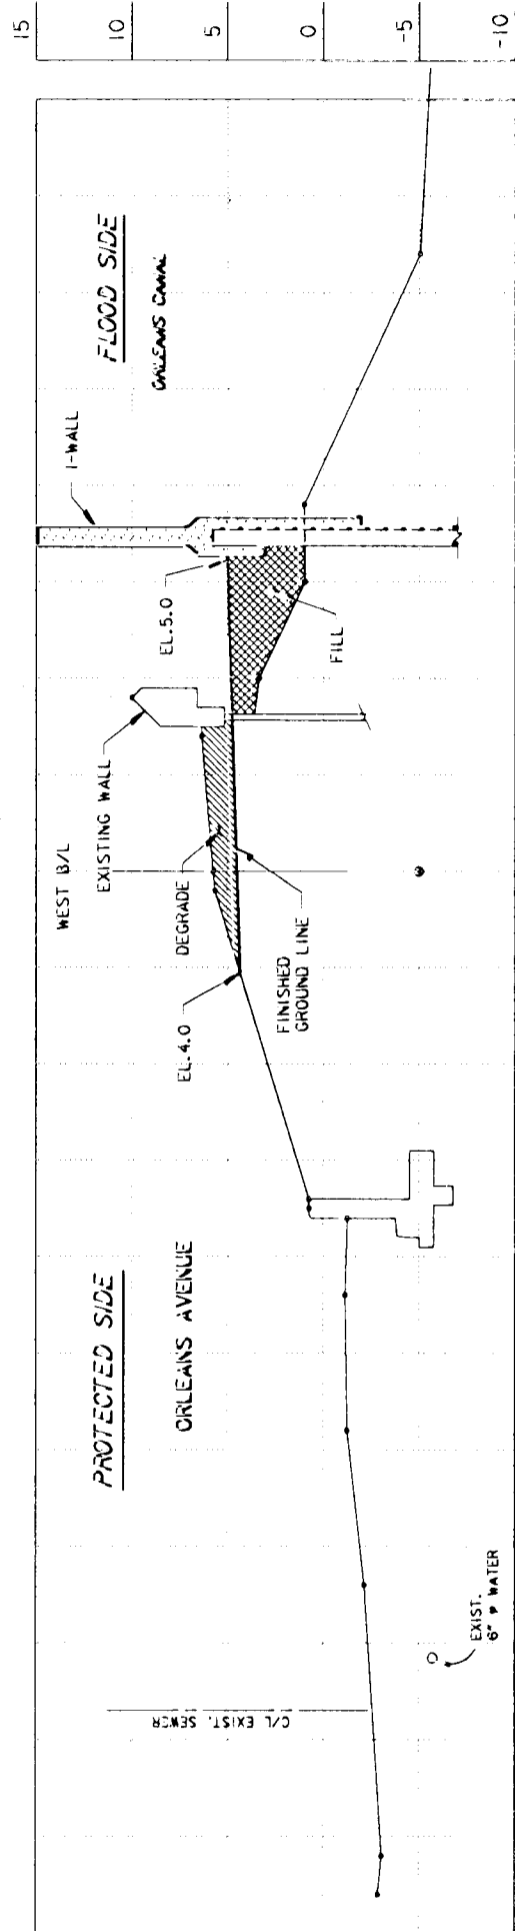 PROTECTED SIDE
ORLEANS AVENUE
FLOOD SIDE
ORLEANS CANAL
WEST B/L
EXISTING WALL
I-WALL
DEGRADE
EL.4.0
EL.5.0
FINISHED
GROUND LINE
FILL
C/L EXIST. SEWER
EXIST.
WATER
15
10
5
0
-5
-10